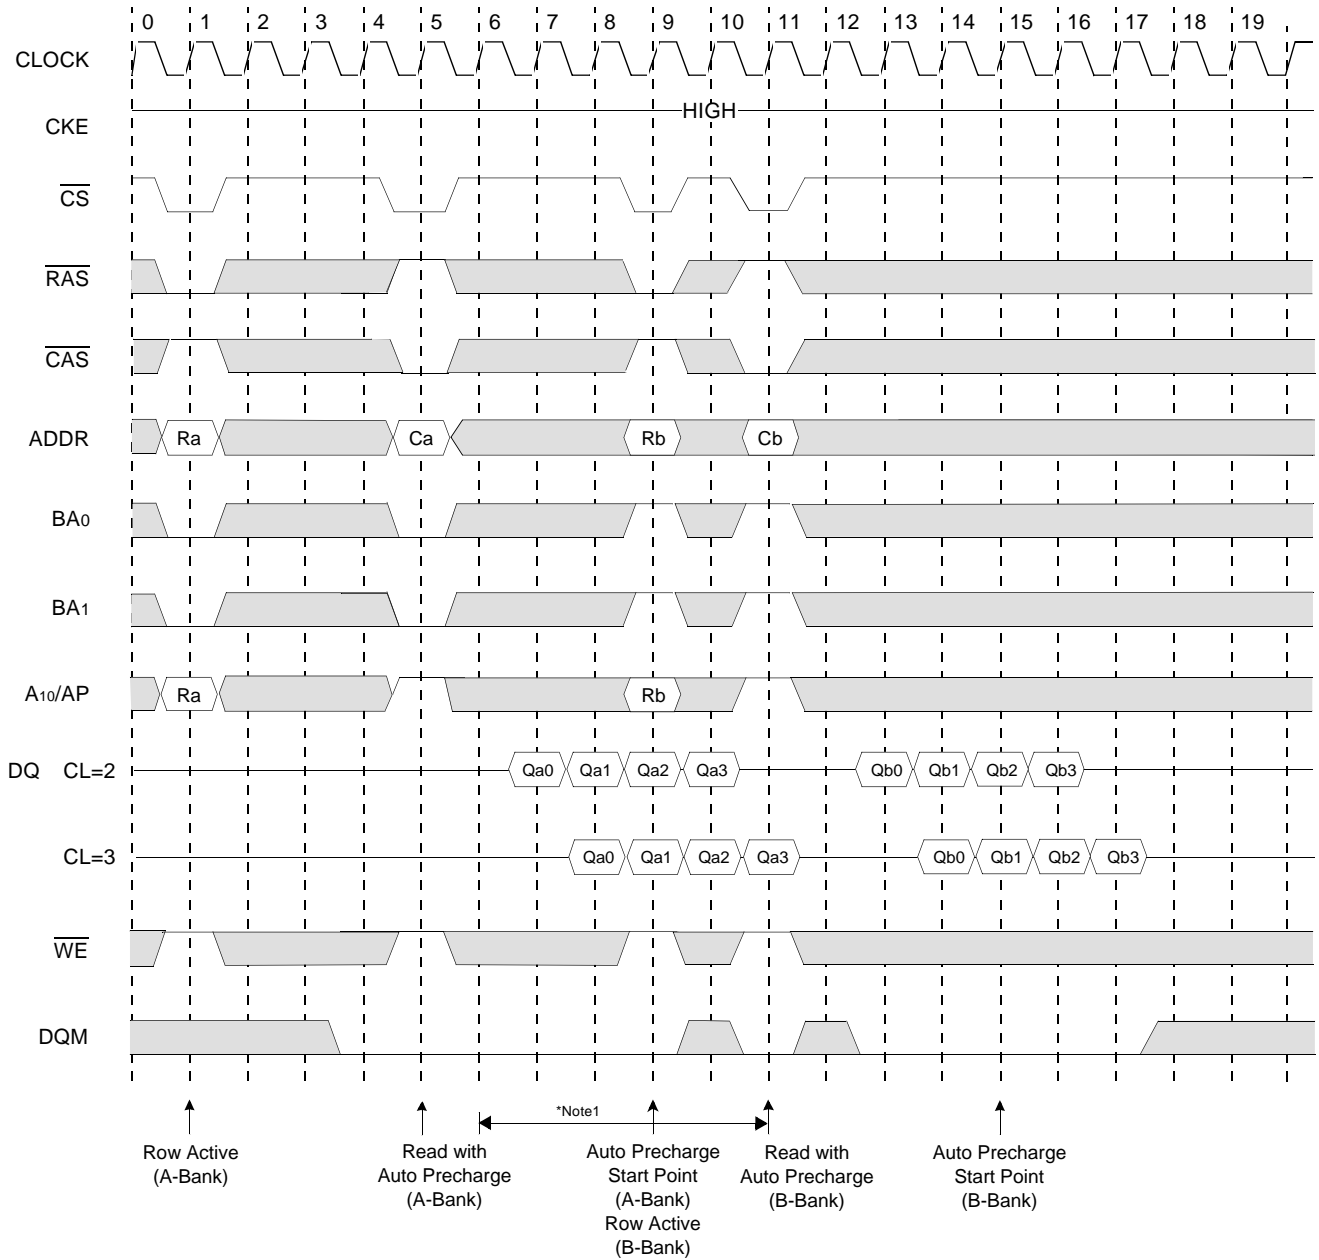 0 1 2 3 4 5 6 7 8 9 10 11 12 13 14 15 16 17 18 19
CLOCK
HIGH
CKE
CS
RAS
CAS
ADDR Ra Ca Rb Cb
BA0
BA1
A10/AP Ra Rb
DQ CL=2 Qa0 Qa1 Qa2 Qa3 Qb0 Qb1 Qb2 Qb3
CL=3 Qa0 Qa1 Qa2 Qa3 Qb0 Qb1 Qb2 Qb3
WE
DQM
*Note1
Row Active
(A-Bank)
Read with
Auto Precharge
(A-Bank)
Auto Precharge
Start Point
(A-Bank)
Row Active
(B-Bank)
Read with
Auto Precharge
(B-Bank)
Auto Precharge
Start Point
(B-Bank)